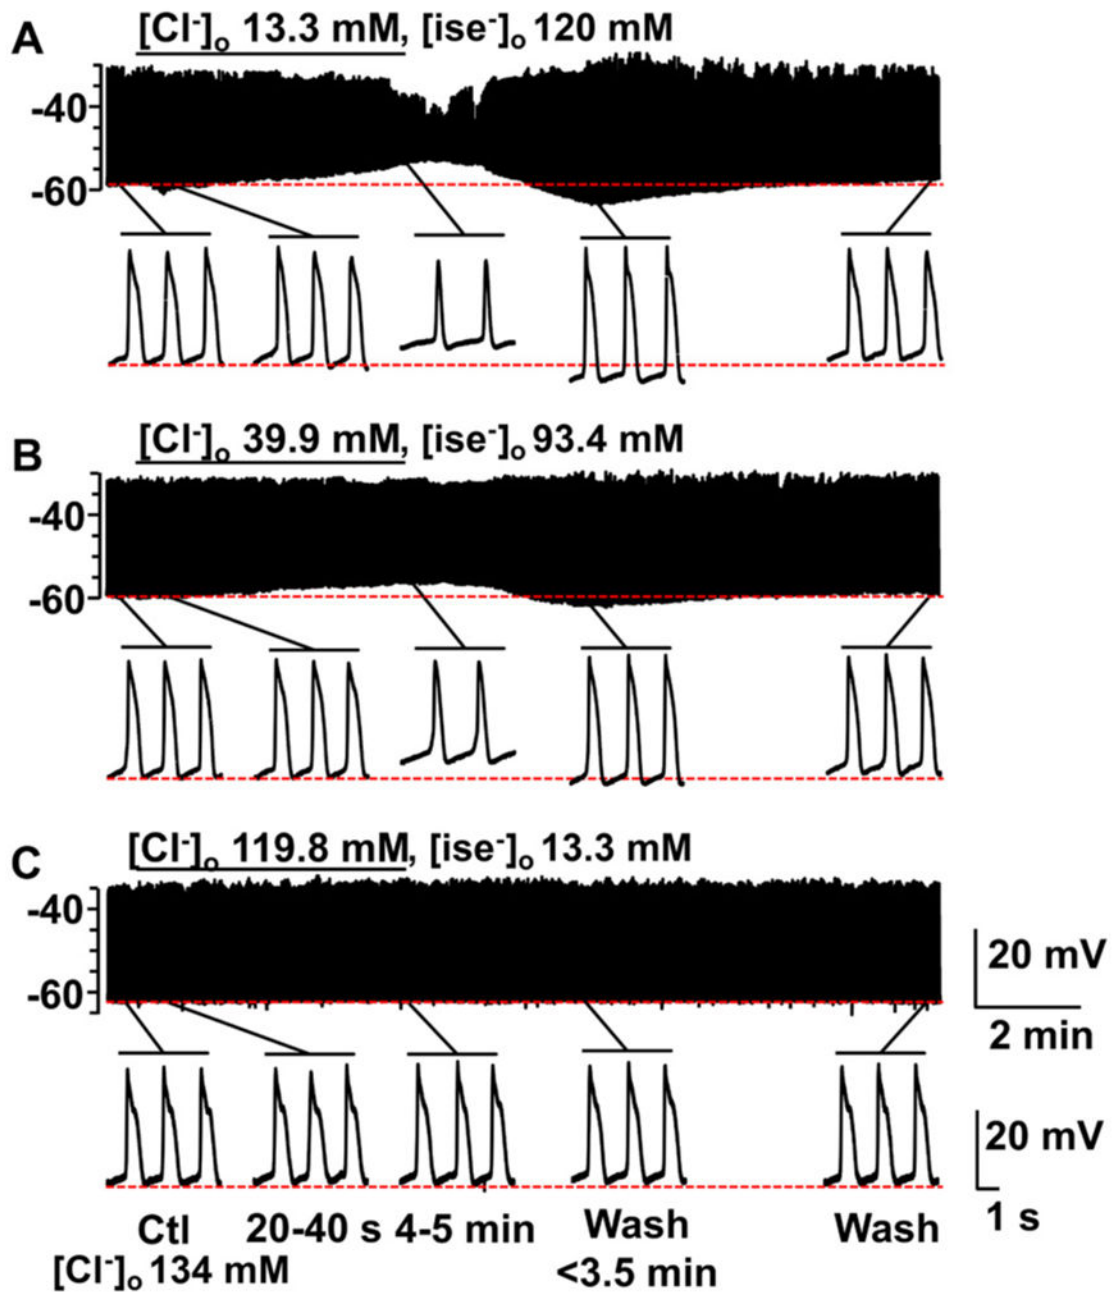 A
[Cl-]o 13.3 mM, [ise-]o 120 mM
-40
-60
B
[Cl-]o 39.9 mM, [ise-]o 93.4 mM
-40
-60
C
[Cl-]o 119.8 mM, [ise-]o 13.3 mM
-40
-60
20 mV
2 min
20 mV
1 s
Ctl 20-40 s 4-5 min Wash Wash
[Cl-]o 134 mM <3.5 min